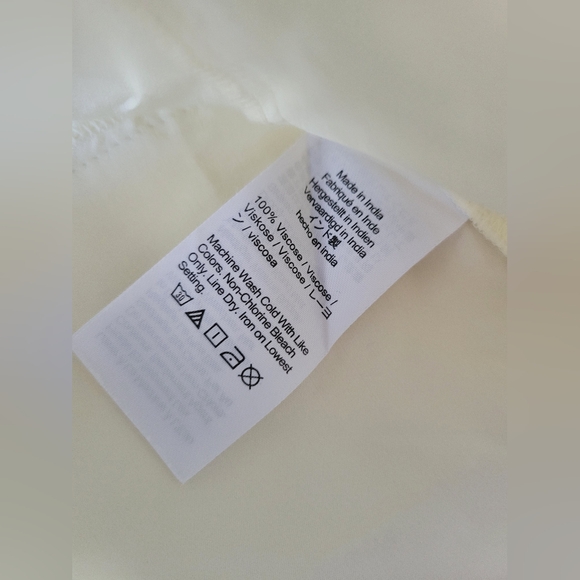 Made in India
Fabriqué en Inde
Hergestellt in Indien
Vervaardigd in India
インド製
hecho en India
100% Viscose / Viscose /
Viskose / Viscose / レーヨ
ン / viscosa
Machine Wash Cold With Like
Colors. Non-Chlorine Bleach
Only. Line Dry. Iron on Lowest
Setting.